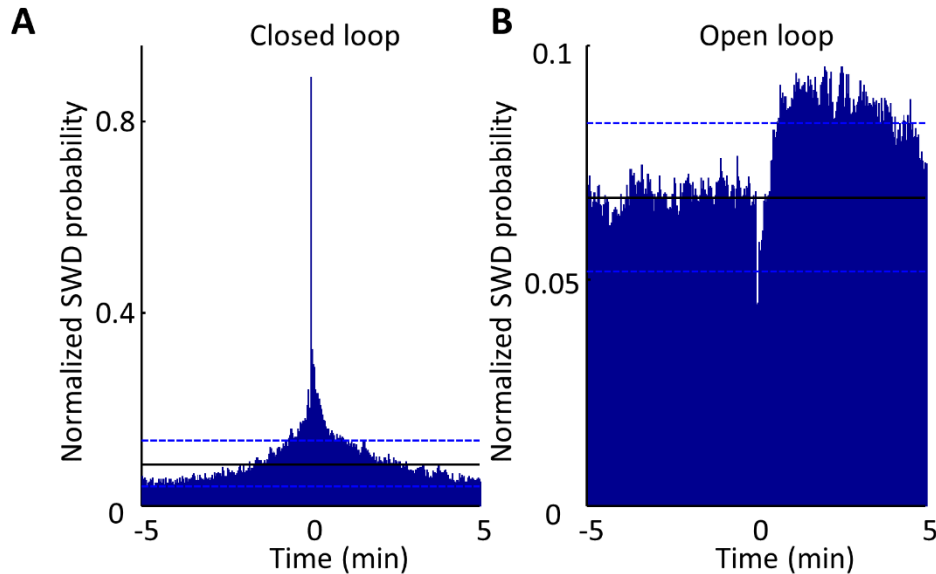 A
Closed loop
Normalized SWD probability
0.8
0.4
0
-5
0
5
Time (min)
B
Open loop
Normalized SWD probability
0.1
0.05
0
-5
0
5
Time (min)